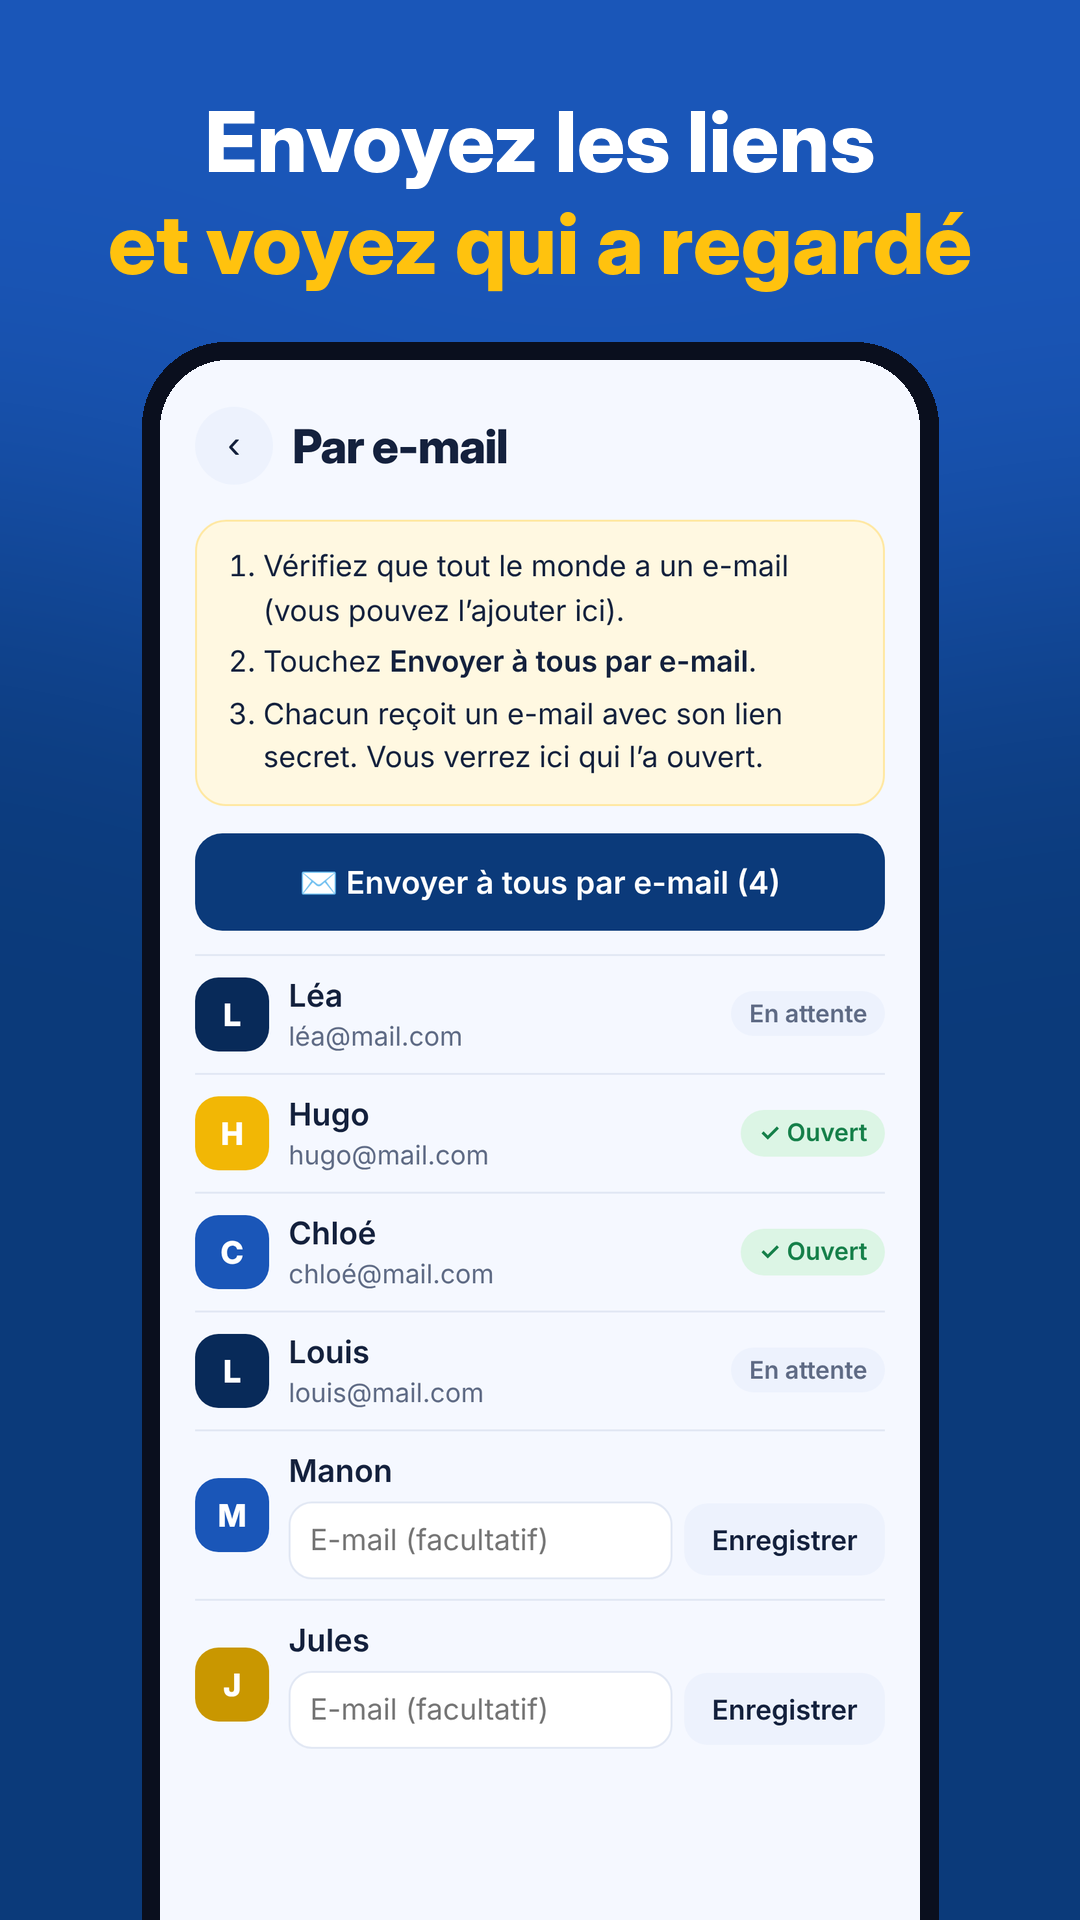 Envoyez les liens
et voyez qui a regardé
‹ Par e-mail
1. Vérifiez que tout le monde a un e-mail
(vous pouvez l’ajouter ici).
2. Touchez Envoyer à tous par e-mail.
3. Chacun reçoit un e-mail avec son lien
secret. Vous verrez ici qui l’a ouvert.
✉️ Envoyer à tous par e-mail (4)
L
Léa
léa@mail.com
En attente
H
Hugo
hugo@mail.com
✓ Ouvert
C
Chloé
chloé@mail.com
✓ Ouvert
L
Louis
louis@mail.com
En attente
M
Manon
E-mail (facultatif)
Enregistrer
J
Jules
E-mail (facultatif)
Enregistrer